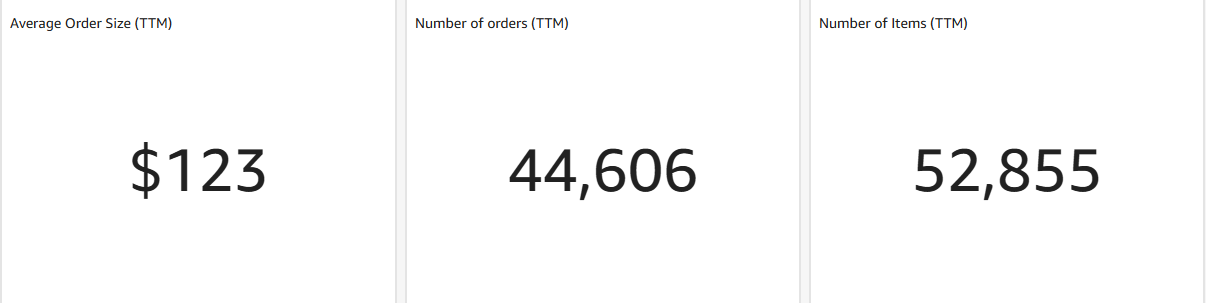 Average Order Size (TTM)
$123
Number of orders (TTM)
44,606
Number of Items (TTM)
52,855